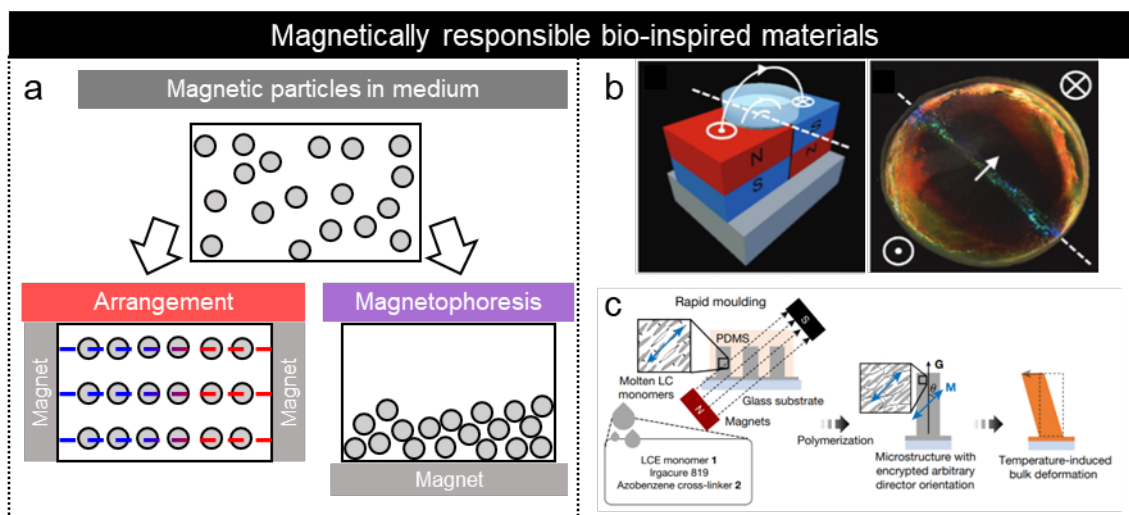 Magnetically responsible bio-inspired materials
a
Magnetic particles in medium
Arrangement
Magnetophoresis
Magnet
Magnet
Magnet
b
N
S
S
N
c
Rapid moulding
S
PDMS
Molten LC
monomers
Glass substrate
N
Magnets
LCE monomer 1
Irgacure 819
Azobenzene cross-linker 2
Polymerization
G
θ
M
Microstructure with
encrypted arbitrary
director orientation
Temperature-induced
bulk deformation